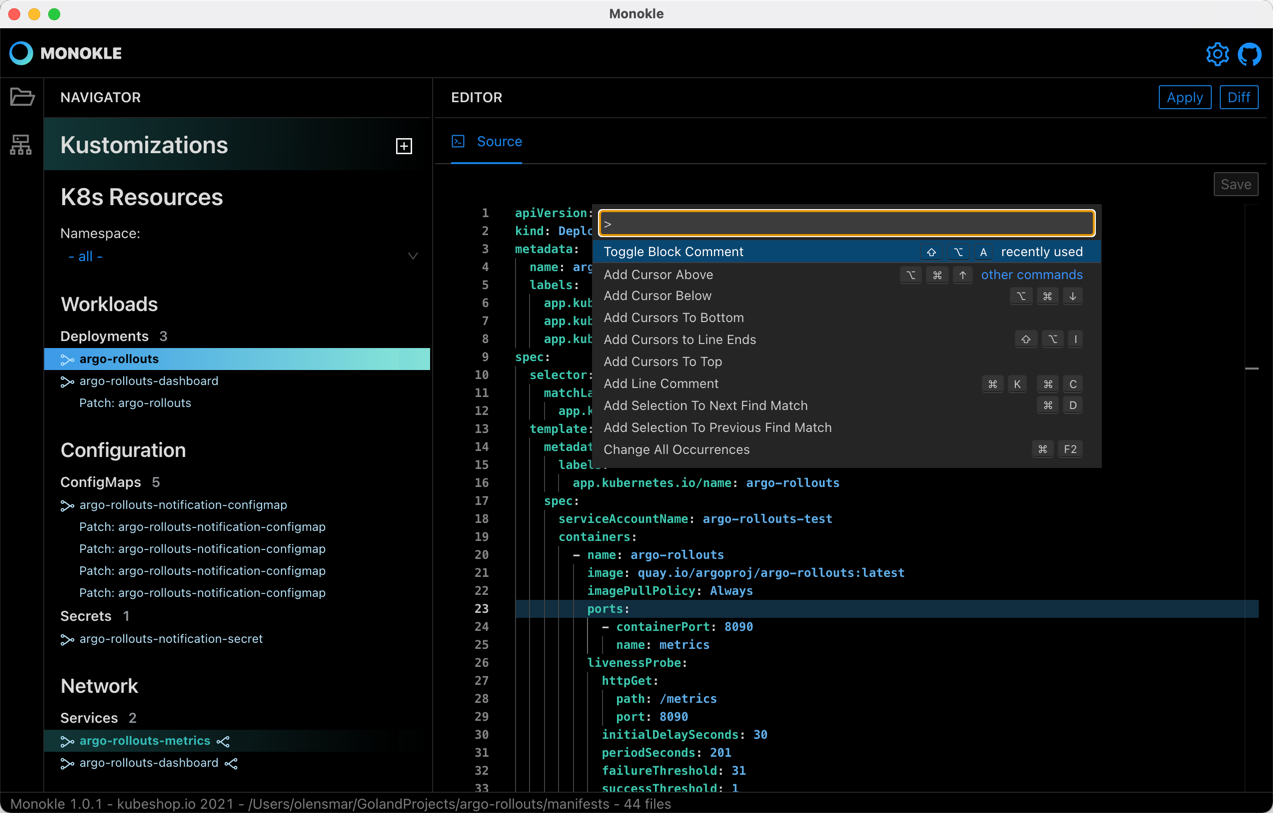 Monokle
MONOKLE
NAVIGATOR
Kustomizations
K8s Resources
Namespace:
- all -
Workloads
Deployments 3
argo-rollouts
argo-rollouts-dashboard
Patch: argo-rollouts
Configuration
ConfigMaps 5
argo-rollouts-notification-configmap
Patch: argo-rollouts-notification-configmap
Patch: argo-rollouts-notification-configmap
Patch: argo-rollouts-notification-configmap
Patch: argo-rollouts-notification-configmap
Secrets 1
argo-rollouts-notification-secret
Network
Services 2
argo-rollouts-metrics
argo-rollouts-dashboard
EDITOR
Apply Diff
Source
Save
>
Toggle Block Comment ⇧ ⌥ A recently used
Add Cursor Above ⌥ ⌘ ↑ other commands
Add Cursor Below ⌥ ⌘ ↓
Add Cursors To Bottom
Add Cursors to Line Ends ⇧ ⌥ I
Add Cursors To Top
Add Line Comment ⌘ K ⌘ C
Add Selection To Next Find Match ⌘ D
Add Selection To Previous Find Match
Change All Occurrences ⌘ F2
1 apiVersion:
2 kind: Deplo
3 metadata:
4 name: arg
5 labels:
6 app.kub
7 app.kub
8 app.kub
9 spec:
10 selector:
11 matchLa
12 app.k
13 template:
14 metadat
15 label
16 app.kubernetes.io/name: argo-rollouts
17 spec:
18 serviceAccountName: argo-rollouts-test
19 containers:
20 - name: argo-rollouts
21 image: quay.io/argoproj/argo-rollouts:latest
22 imagePullPolicy: Always
23 ports:
24 - containerPort: 8090
25 name: metrics
26 livenessProbe:
27 httpGet:
28 path: /metrics
29 port: 8090
30 initialDelaySeconds: 30
31 periodSeconds: 201
32 failureThreshold: 31
33 successThreshold: 1
Monokle 1.0.1 - kubeshop.io 2021 - /Users/olensmar/GolandProjects/argo-rollouts/manifests - 44 files